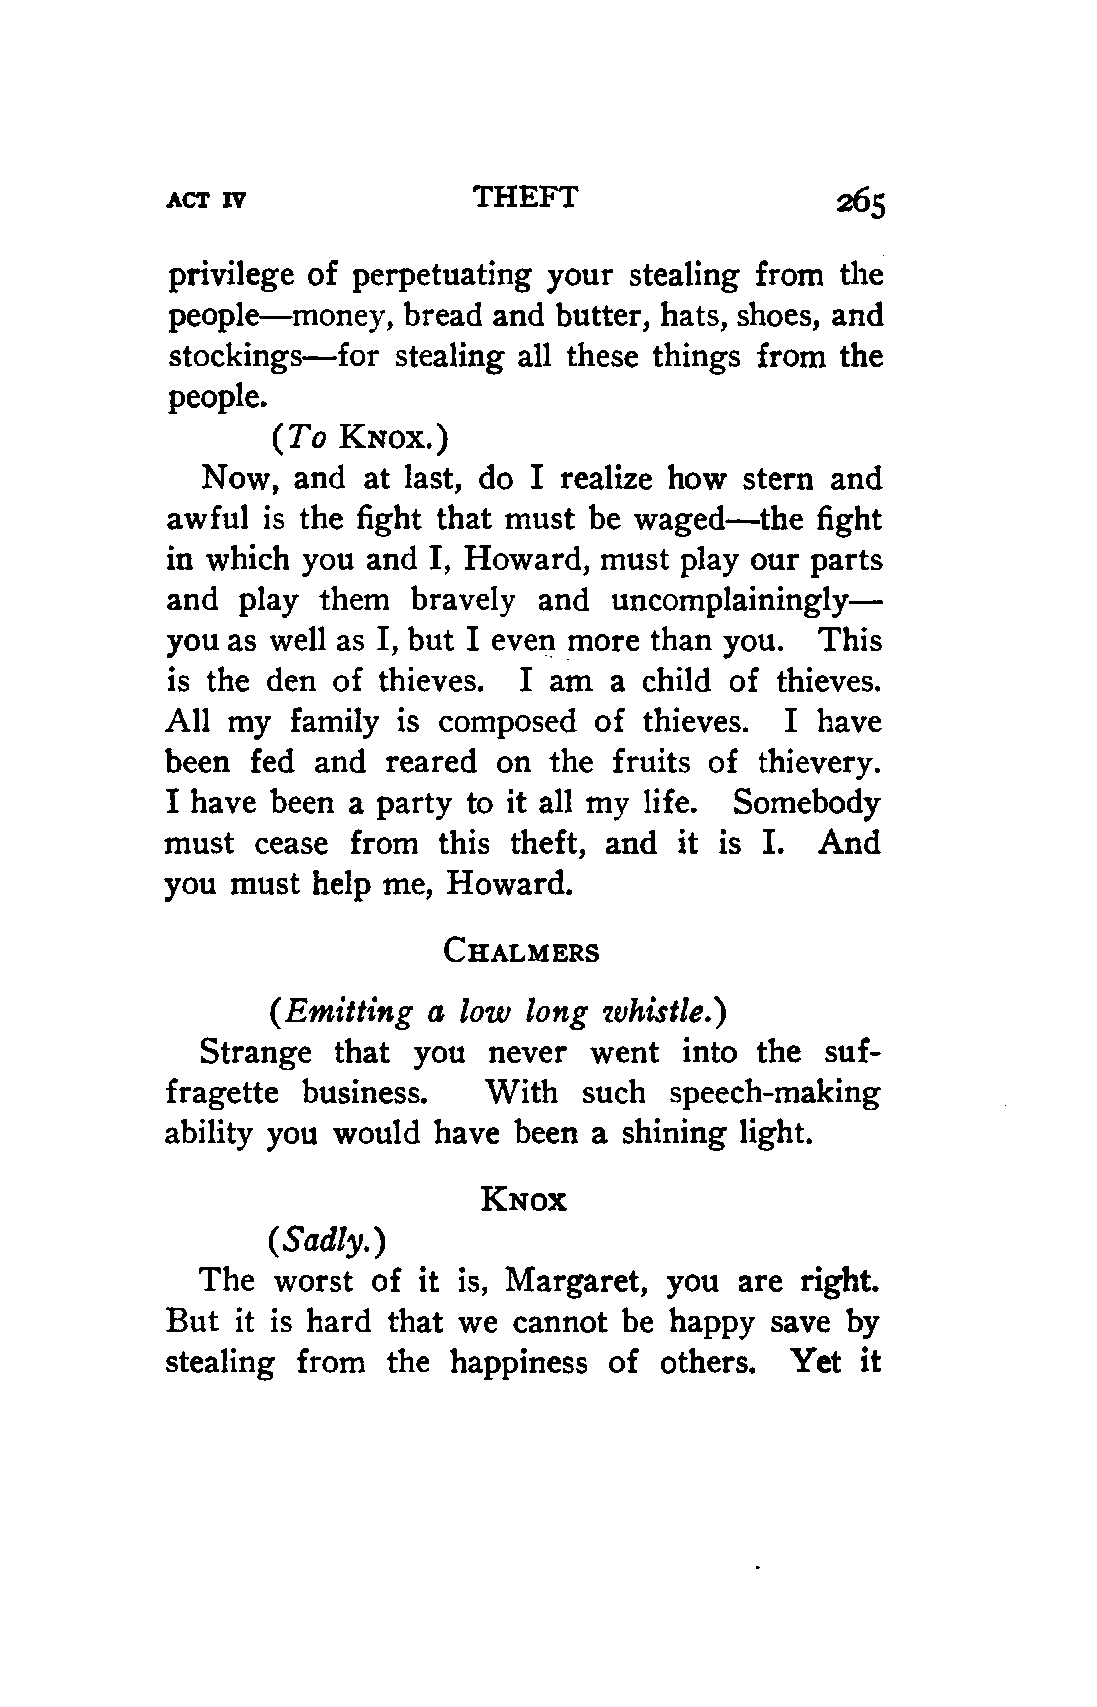 ACT IV THEFT 265
privilege of perpetuating your stealing from the
people—money, bread and butter, hats, shoes, and
stockings—for stealing all these things from the
people.
(To KNOX.)
Now, and at last, do I realize how stern and
awful is the fight that must be waged—the fight
in which you and I, Howard, must play our parts
and play them bravely and uncomplainingly—
you as well as I, but I even more than you. This
is the den of thieves. I am a child of thieves.
All my family is composed of thieves. I have
been fed and reared on the fruits of thievery.
I have been a party to it all my life. Somebody
must cease from this theft, and it is I. And
you must help me, Howard.
CHALMERS
(Emitting a low long whistle.)
Strange that you never went into the suf-
fragette business. With such speech-making
ability you would have been a shining light.
KNOX
(Sadly.)
The worst of it is, Margaret, you are right.
But it is hard that we cannot be happy save by
stealing from the happiness of others. Yet it